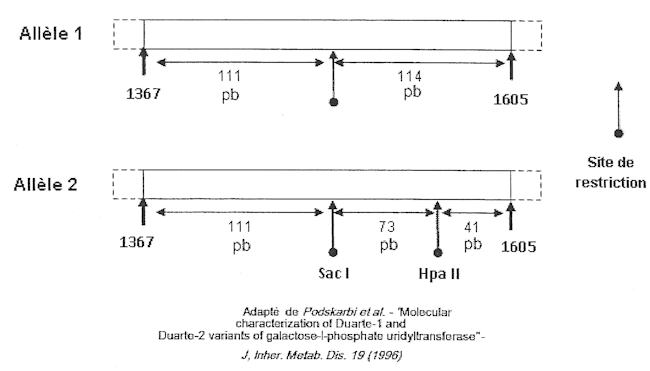 Allèle 1
111
pb
114
pb
1367
1605
Site de
restriction
Allèle 2
111
pb
73
pb
41
pb
1367
1605
Sac I
Hpa II
Adapté de Podskarbi et al. - "Molecular
characterization of Duarte-1 and
Duarte-2 variants of galactose-l-phosphate uridyltransferase"-
J, Inher. Metab. Dis. 19 (1996)